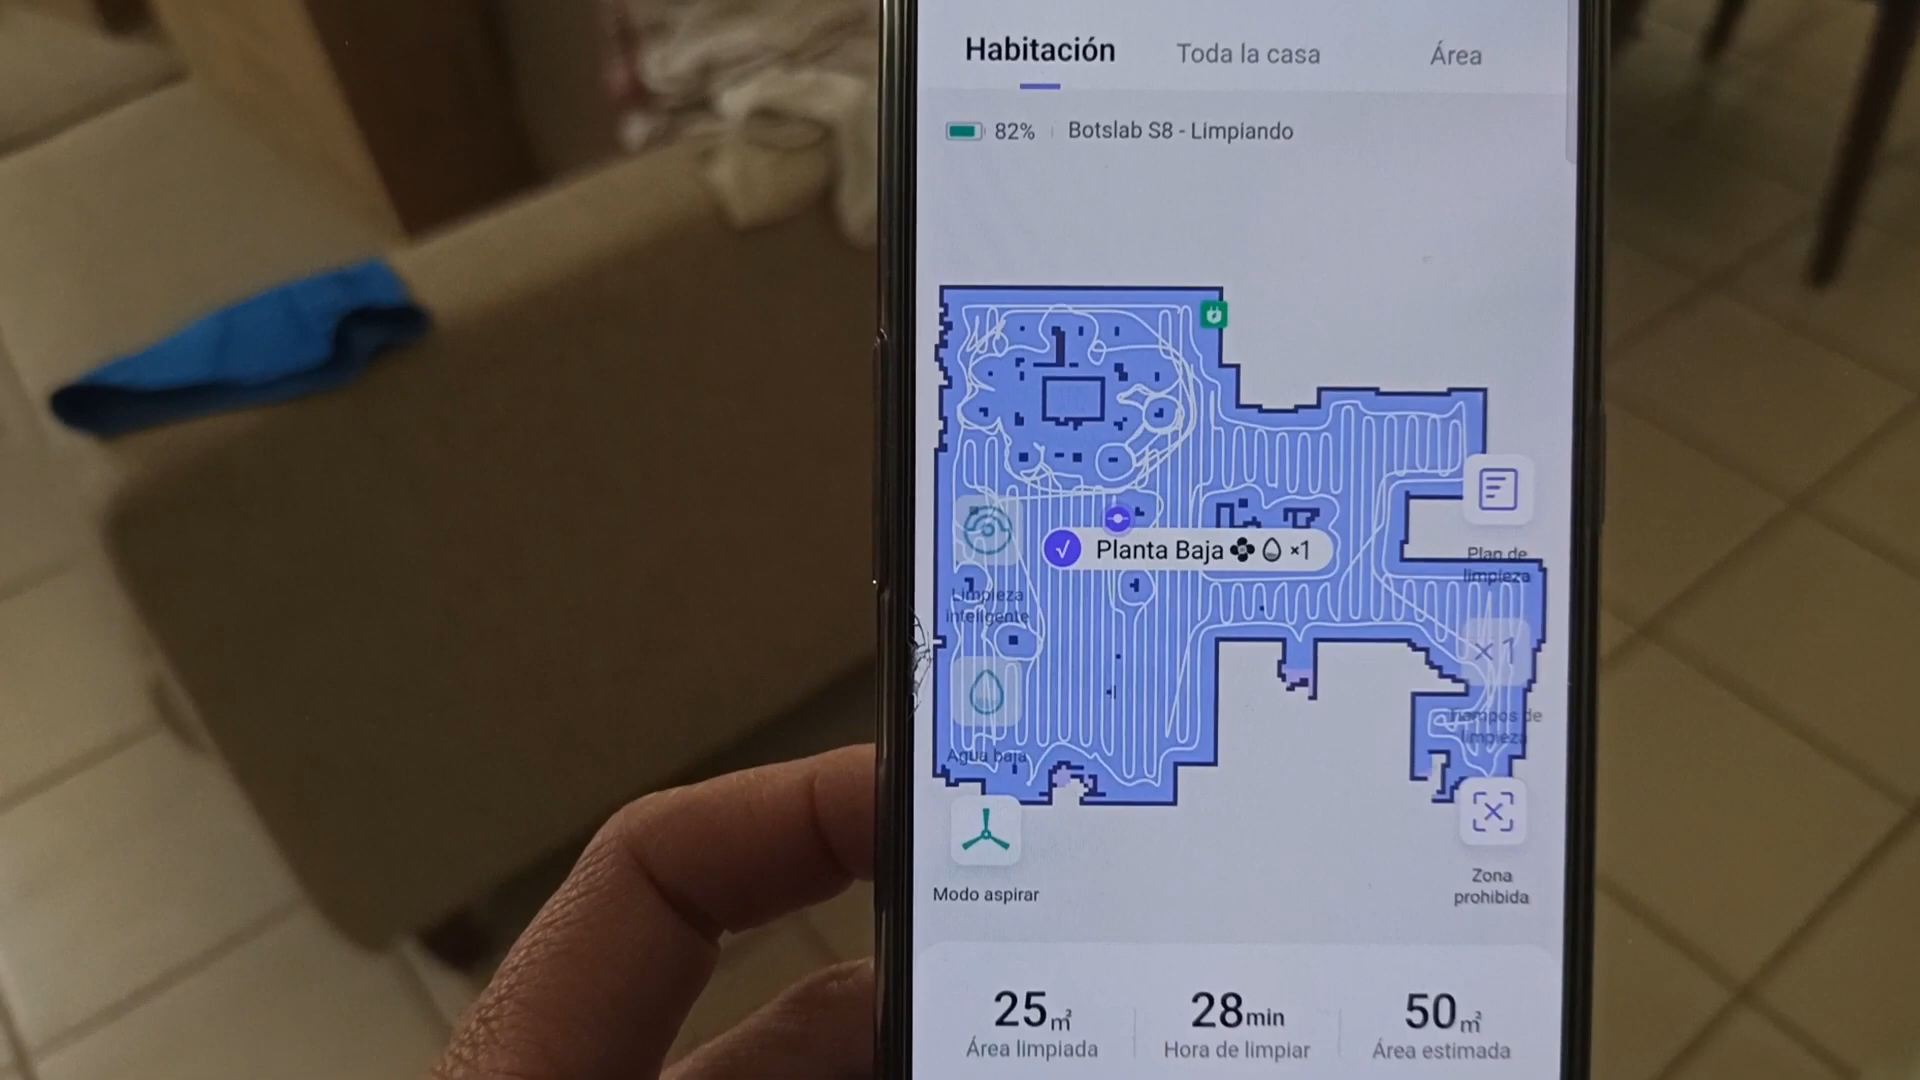 Habitación Toda la casa Área
82% Botslab S8 - Limpiando
Planta Baja ×1
Plan de
limpieza
Limpieza
inteligente
×1
Tiempos de
limpieza
Agua baja
Modo aspirar
Zona
prohibida
25㎡ 28min 50㎡
Área limpiada Hora de limpiar Área estimada